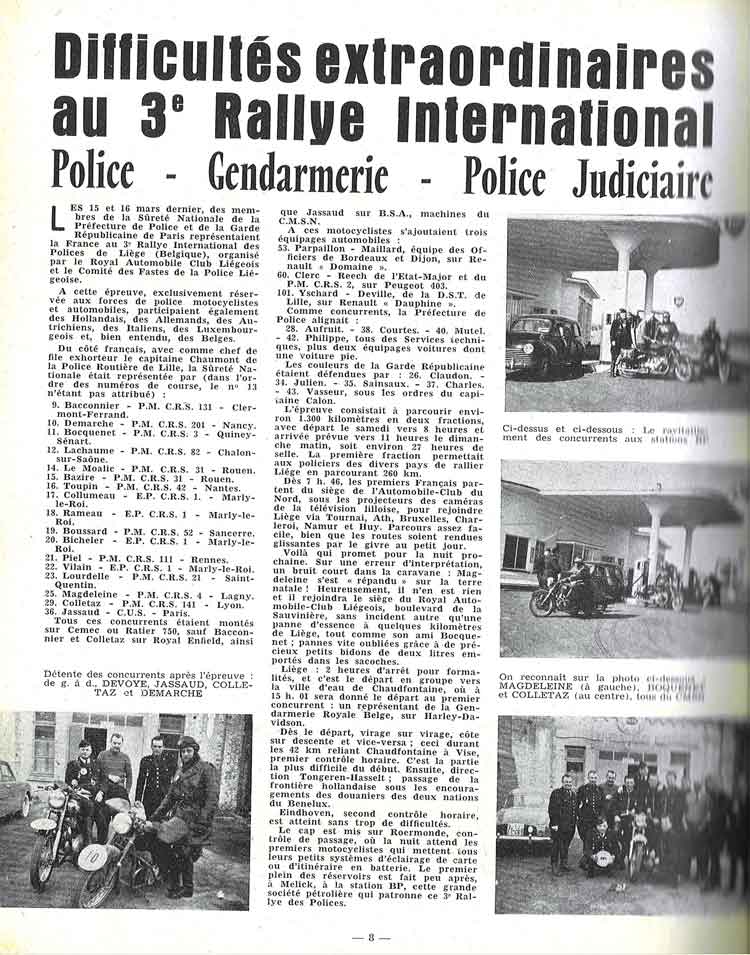 Difficultés extraordinaires
au 3e Rallye International
Police - Gendarmerie - Police Judiciaire
LES 15 et 16 mars dernier, des mem-
bres de la Sûreté Nationale de la
Préfecture de Police et de la Garde
Républicaine de Paris représentaient
la France au 3e Rallye International des
Polices de Liège (Belgique), organisé
par le Royal Automobile Club Liégeois
et le Comité des Fastes de la Police Lié-
geoise.
A cette épreuve, exclusivement réser-
vée aux forces de police motocyclistes
et automobiles, participaient également
des Hollandais, des Allemands, des Au-
trichiens, des Italiens, des Luxembour-
geois et, bien entendu, des Belges.
Du côté français, avec comme chef de
file exhorteur le capitaine Chaumont de
la Police Routière de Lille, la Sûreté Na-
tionale était représentée par (dans l'or-
dre des numéros de course, le n° 13
n'étant pas attribué) :
9. Bacconnier - P.M. C.R.S. 131 - Cler-
mont-Ferrand.
10. Demarche - P.M. C.R.S. 201 - Nancy.
11. Bocquenet - P.M. C.R.S. 3 - Quincy-
Sénart.
12. Lachaume - P.M. C.R.S. 82 - Chalon-
sur-Saône.
14. Le Moalic - P.M. C.R.S. 31 - Rouen.
15. Bazire - P.M. C.R.S. 31 - Rouen.
16. Toupin - P.M. C.R.S. 42 - Nantes.
17. Collumeau - E.P. C.R.S. 1. - Marly-
le-Roi.
18. Rameau - E.P. C.R.S. 1 - Marly-le-
Roi.
19. Boussard - P.M. C.R.S. 52 - Sancerre.
20. Bicheler - E.P. C.R.S. 1 - Marly-le-
Roi.
21. Piel - P.M. C.R.S. 111 - Rennes.
22. Vilain - E.P. C.R.S. 1 - Marly-le-Roi.
23. Lourdelle - P.M. C.R.S. 21 - Saint-
Quentin.
25. Magdeleine - P.M. C.R.S. 4 - Lagny.
29. Colletaz - P.M. C.R.S. 141 - Lyon.
36. Jassaud - C.U.S. - Paris.
Tous ces concurrents étaient montés
sur Cemec ou Ratier 750, sauf Baccon-
nier et Colletaz sur Royal Enfield, ainsi
Détente des concurrents après l'épreuve :
de g. à d., DEVOYE, JASSAUD, COLLE-
TAZ et DEMARCHE
10
que Jassaud sur B.S.A., machines du
C.M.S.N.
A ces motocyclistes s'ajoutaient trois
équipages automobiles :
53. Parpaillon - Maillard, équipe des Of-
ficiers de Bordeaux et Dijon, sur Re-
nault « Domaine ».
60. Clerc - Reech de l'Etat-Major et du
P.M. C.R.S. 2, sur Peugeot 403.
101. Yschard - Deville, de la D.S.T. de
Lille, sur Renault « Dauphine ».
Comme concurrents, la Préfecture de
Police alignait :
28. Aufruit. - 38. Courtes. - 40. Mutel.
- 42. Philippe, tous des Services techni-
ques, plus deux équipages voitures dont
une voiture pie.
Les couleurs de la Garde Républicaine
étaient défendues par : 26. Claudon. -
34. Julien. - 35. Sainsaux. - 37. Charles.
- 43. Vasseur, sous les ordres du capi-
taine Calon.
L'épreuve consistait à parcourir envi-
ron 1.300 kilomètres en deux fractions,
avec départ le samedi vers 8 heures et
arrivée prévue vers 11 heures le diman-
che matin, soit environ 27 heures de
selle. La première fraction permettait
aux policiers des divers pays de rallier
Liège en parcourant 260 km.
Dès 7 h. 46, les premiers Français par-
tent du siège de l'Automobile-Club du
Nord, sous les projecteurs des caméras
de la télévision lilloise, pour rejoindre
Liège via Tournai, Ath, Bruxelles, Char-
leroi, Namur et Huy. Parcours assez fa-
cile, bien que les routes soient rendues
glissantes par le givre au petit jour.
Voilà qui promet pour la nuit pro-
chaine. Sur une erreur d'interprétation,
un bruit court dans la caravane : Mag-
deleine s'est « répandu » sur la terre
natale ! Heureusement, il n'en est rien
et il rejoindra le siège du Royal Auto-
mobile-Club Liégeois, boulevard de la
Sauvinière, sans incident autre qu'une
panne d'essence à quelques kilomètres
de Liège, tout comme son ami Bocque-
net ; pannes vite oubliées grâce à de pré-
cieux petits bidons de deux litres em-
portés dans les sacoches.
Liège : 2 heures d'arrêt pour forma-
lités, et c'est le départ en groupe vers
la ville d'eau de Chaudfontaine, où à
15 h. 01 sera donné le départ au premier
concurrent : un représentant de la Gen-
darmerie Royale Belge, sur Harley-Da-
vidson.
Dès le départ, virage sur virage, côte
sur descente et vice-versa ; ceci durant
les 42 km reliant Chaudfontaine à Vise,
premier contrôle horaire. C'est la partie
la plus difficile du début. Ensuite, direc-
tion Tongeren-Hasselt ; passage de la
frontière hollandaise sous les encoura-
gements des douaniers des deux nations
du Benelux.
Eindhoven, second contrôle horaire,
est atteint sans trop de difficultés.
Le cap est mis sur Roermonde, con-
trôle de passage, où la nuit attend les
premiers motocyclistes qui mettent tous
leurs petits systèmes d'éclairage de carte
ou d'itinéraire en batterie. Le premier
plein des réservoirs est fait peu après,
à Melick, à la station BP, cette grande
société pétrolière qui patronne ce 3e Ral-
lye des Polices.
Ci-dessus et ci-dessous : Le ravitaille-
ment des concurrents aux stations
On reconnaît sur la photo ci-dessous
MAGDELEINE (à gauche), BOQUENET
et COLLETAZ (au centre), tous du
— 8 —